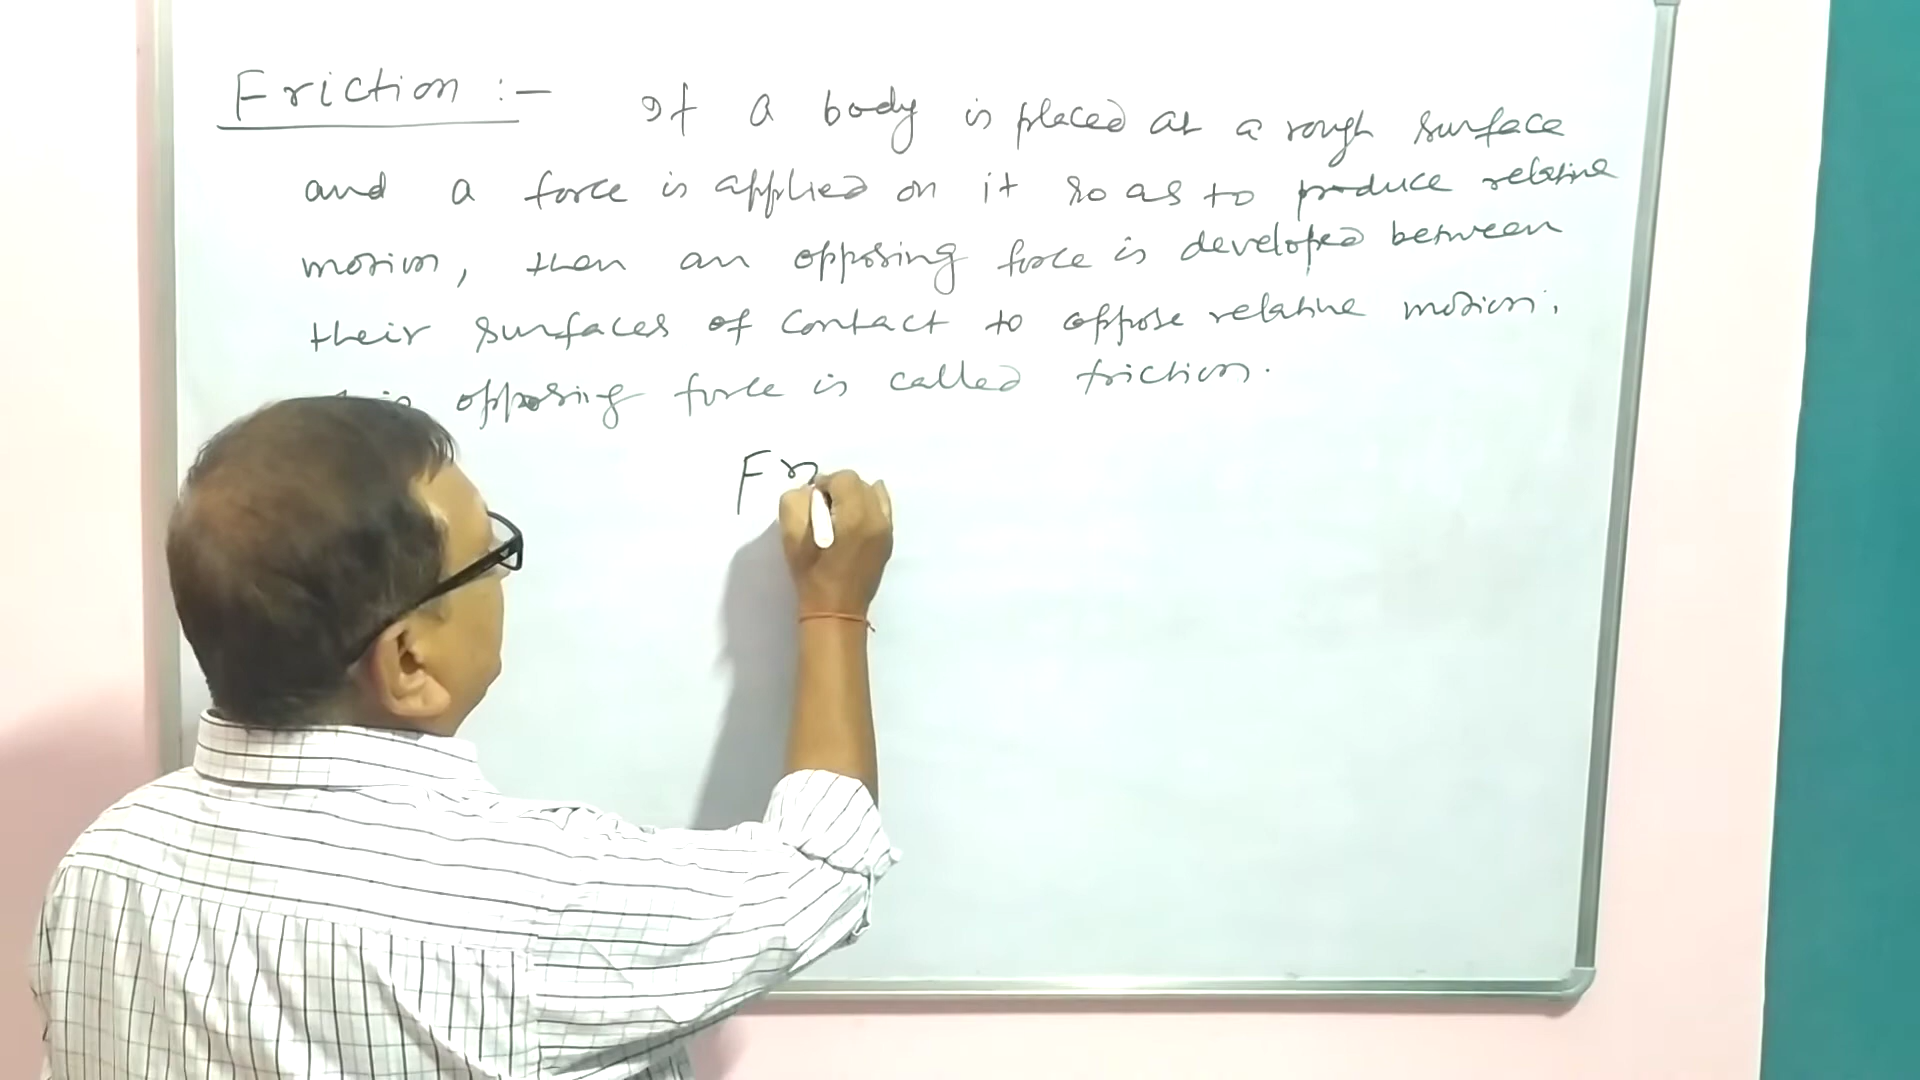 Friction :- If a body is placed at a rough surface
and a force is applied on it so as to produce relative
motion, then an opposing force is developed between
their surfaces of contact to oppose relative motion.
opposing force is called friction.
Fr